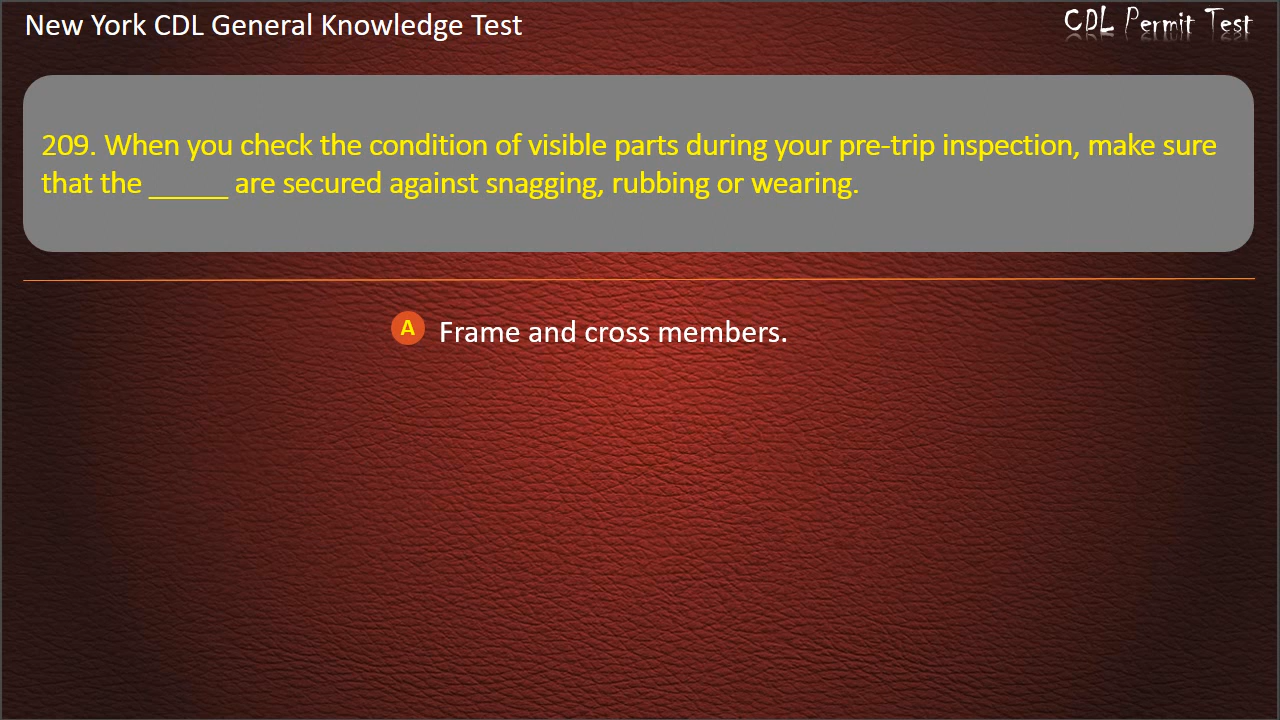 New York CDL General Knowledge Test
CDL Permit Test
209. When you check the condition of visible parts during your pre-trip inspection, make sure
that the _____ are secured against snagging, rubbing or wearing.
A Frame and cross members.